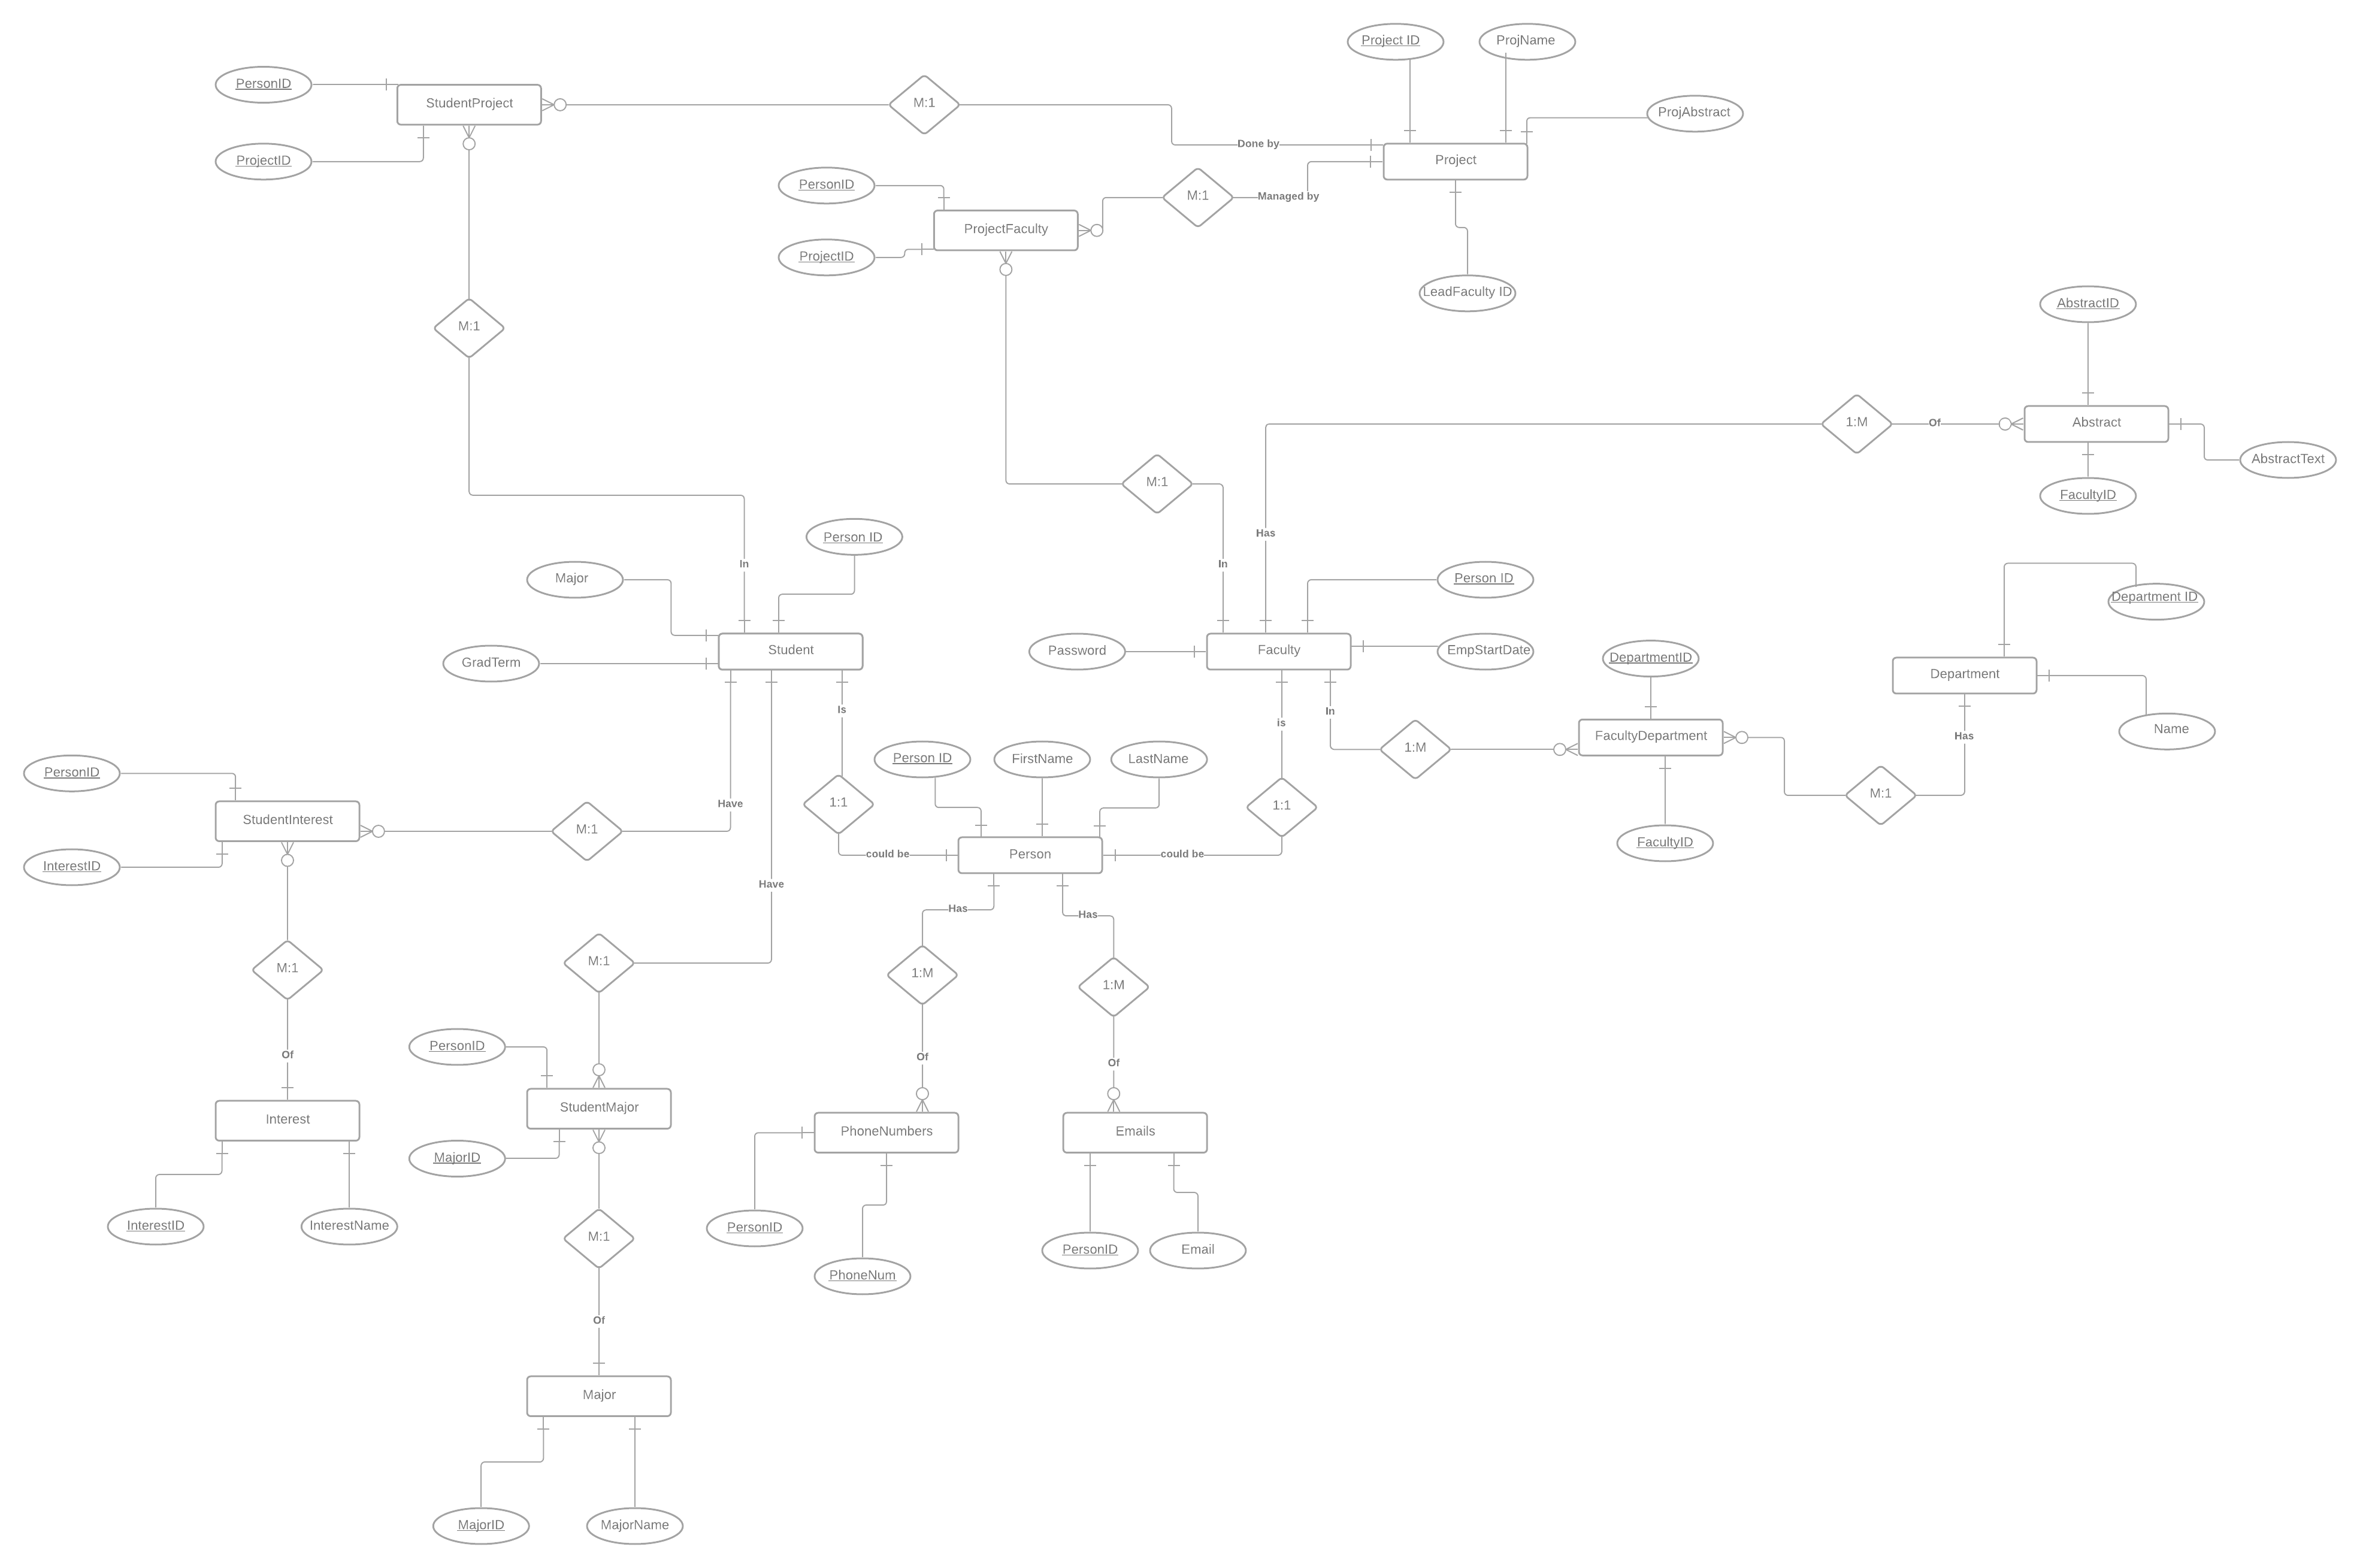 Project ID
ProjName
PersonID
StudentProject
M:1
ProjAbstract
Done by
Project
ProjectID
PersonID
M:1
Managed by
ProjectFaculty
ProjectID
LeadFaculty ID
AbstractID
M:1
1:M
Of
Abstract
AbstractText
M:1
FacultyID
Has
Person ID
In
In
Major
Person ID
Department ID
Student
Password
Faculty
EmpStartDate
GradTerm
DepartmentID
Department
Is
In
is
FacultyDepartment
Name
Has
1:M
Person ID
FirstName
LastName
PersonID
Have
1:1
1:1
M:1
StudentInterest
M:1
FacultyID
could be
Person
could be
InterestID
Have
Has
Has
M:1
M:1
1:M
1:M
PersonID
Of
Of
Of
StudentMajor
Interest
PhoneNumbers
Emails
MajorID
InterestID
InterestName
PersonID
M:1
PersonID
Email
PhoneNum
Of
Major
MajorID
MajorName